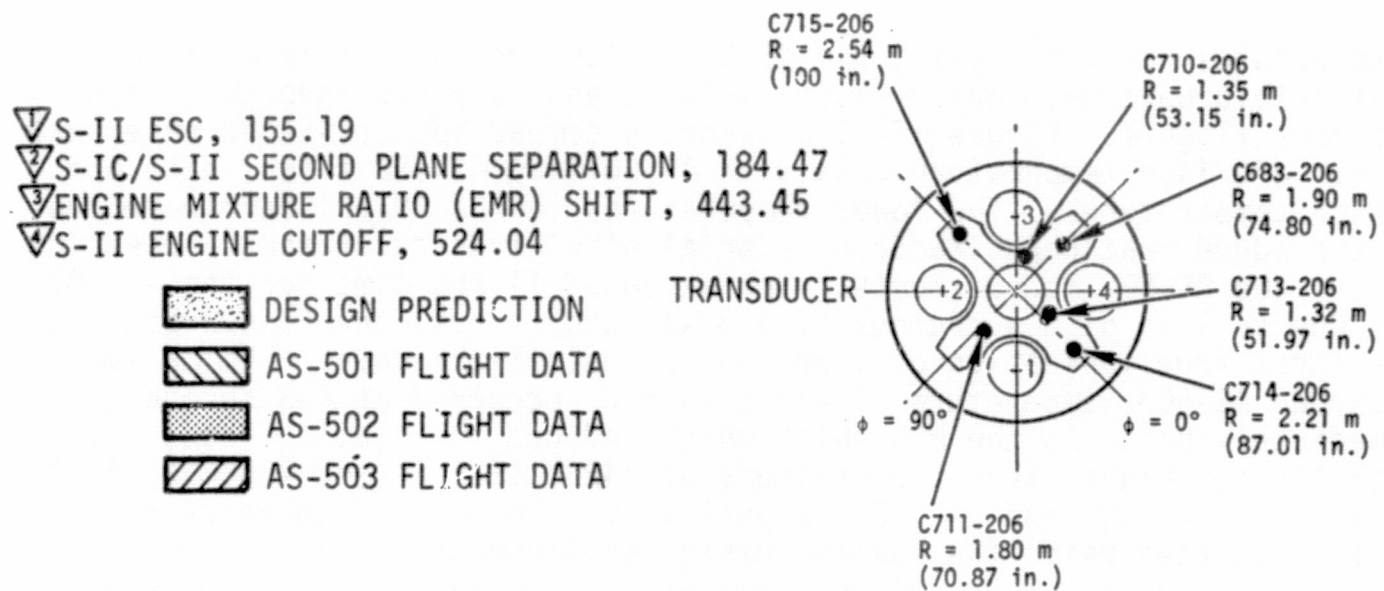 1 S-II ESC, 155.19
2 S-IC/S-II SECOND PLANE SEPARATION, 184.47
3 ENGINE MIXTURE RATIO (EMR) SHIFT, 443.45
4 S-II ENGINE CUTOFF, 524.04
DESIGN PREDICTION
AS-501 FLIGHT DATA
AS-502 FLIGHT DATA
AS-503 FLIGHT DATA
TRANSDUCER
C715-206
R = 2.54 m
(100 in.)
C710-206
R = 1.35 m
(53.15 in.)
C683-206
R = 1.90 m
(74.80 in.)
3
2
4
1
C713-206
R = 1.32 m
(51.97 in.)
C714-206
R = 2.21 m
(87.01 in.)
ϕ = 90°
ϕ = 0°
C711-206
R = 1.80 m
(70.87 in.)